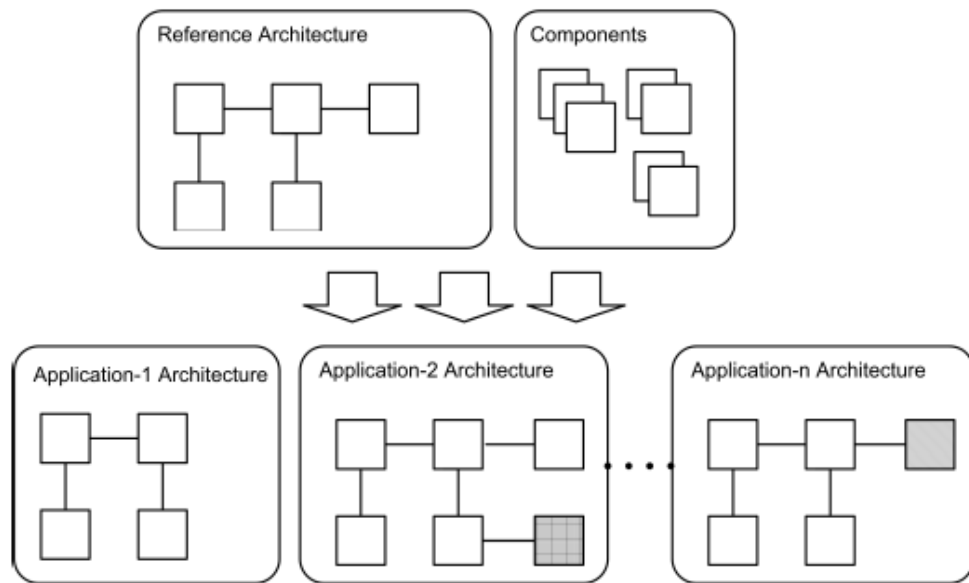 Reference Architecture
Components
Application-1 Architecture
Application-2 Architecture
Application-n Architecture